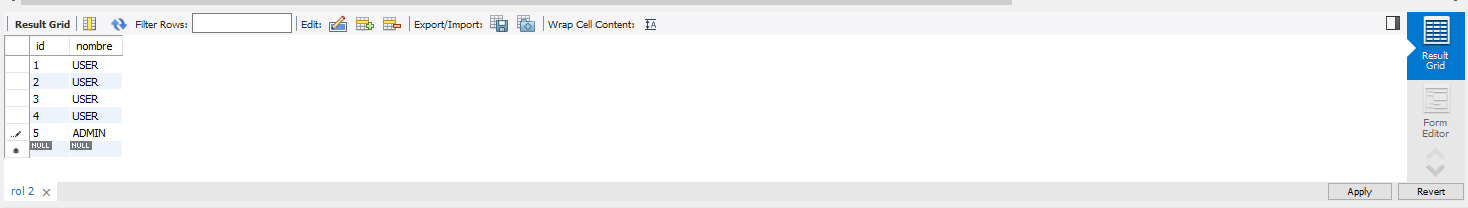 Result Grid Filter Rows: Edit: Export/Import: Wrap Cell Content:
id nombre
1 USER
2 USER
3 USER
4 USER
5 ADMIN
NULL NULL
Result
Grid
Form
Editor
rol 2
Apply Revert